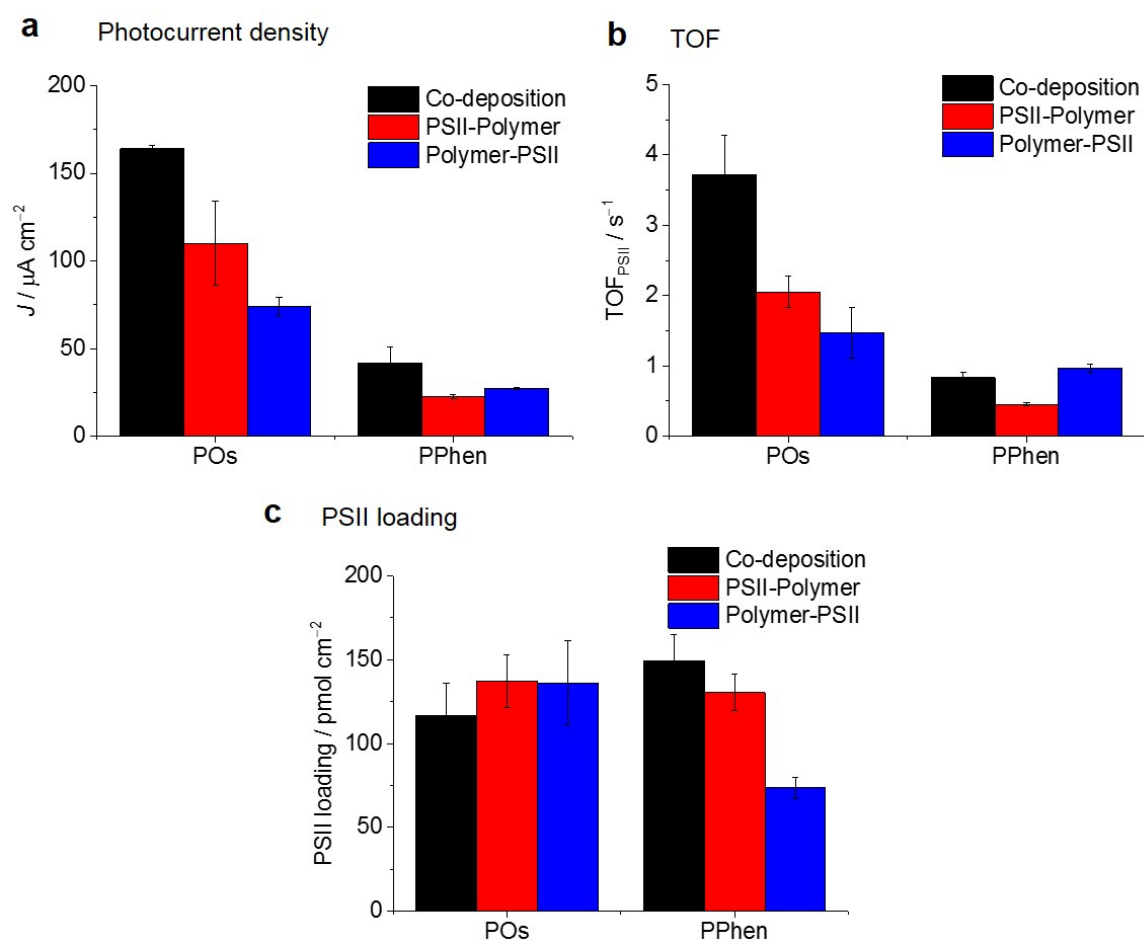 a Photocurrent density
200
150
100
50
0
J / μA cm−2
Co-deposition
PSII-Polymer
Polymer-PSII
POs
PPhen
b TOF
5
4
3
2
1
0
TOFPSII / s−1
Co-deposition
PSII-Polymer
Polymer-PSII
POs
PPhen
c PSII loading
200
150
100
50
0
PSII loading / pmol cm−2
Co-deposition
PSII-Polymer
Polymer-PSII
POs
PPhen